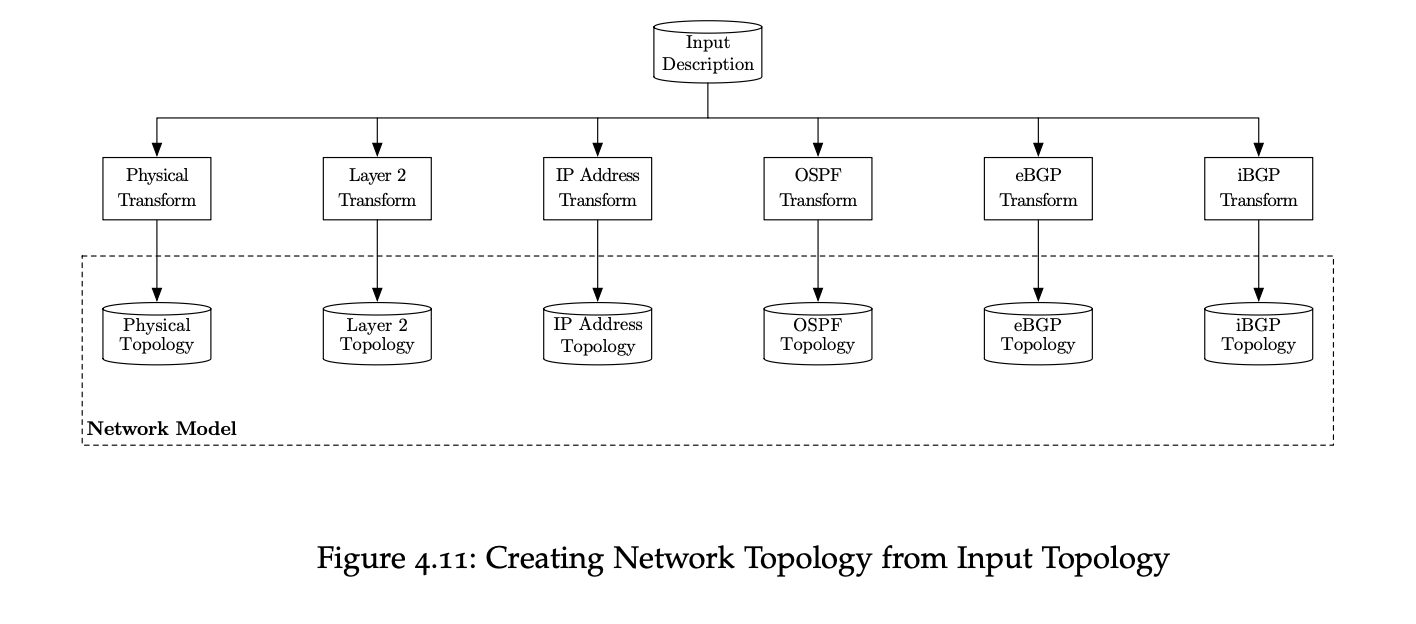 Input
Description
Physical
Transform
Layer 2
Transform
IP Address
Transform
OSPF
Transform
eBGP
Transform
iBGP
Transform
Physical
Topology
Layer 2
Topology
IP Address
Topology
OSPF
Topology
eBGP
Topology
iBGP
Topology
Network Model
Figure 4.11: Creating Network Topology from Input Topology